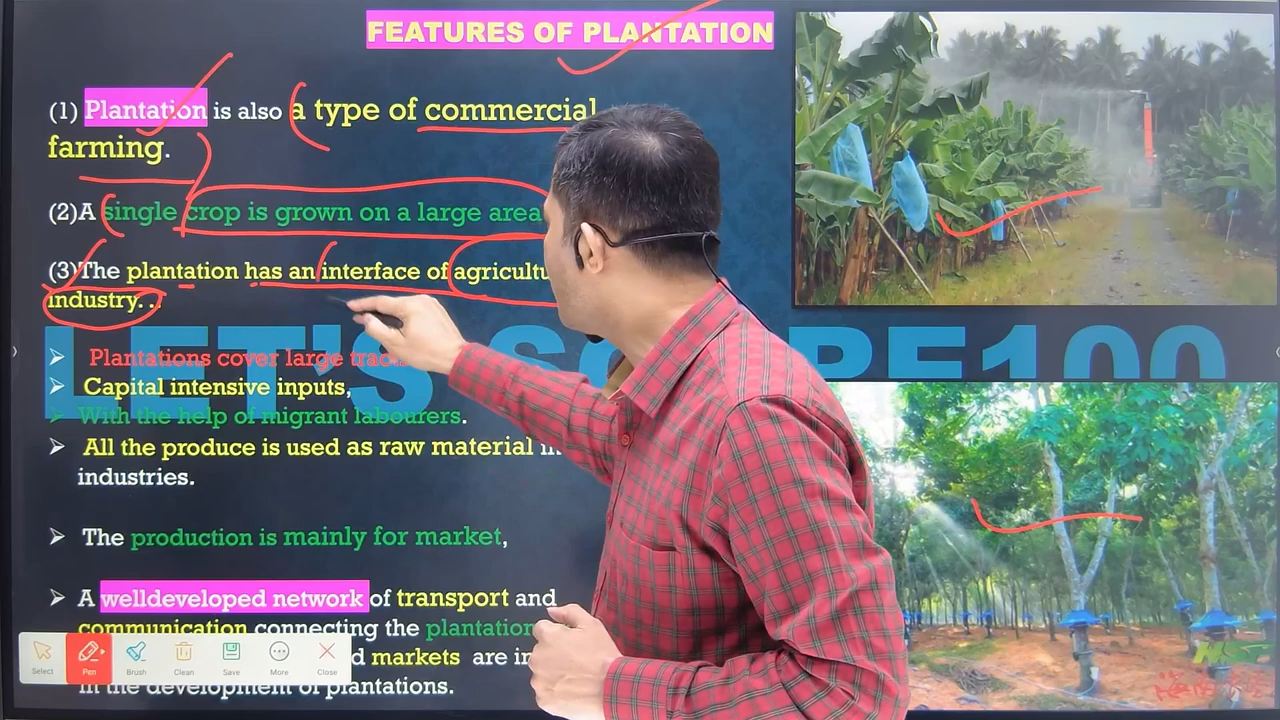 FEATURES OF PLANTATION
(1) Plantation is also a type of commercial
farming.
(2)A single crop is grown on a large area
(3)The plantation has an interface of
industry. ..
LET'S
100
➢ Plantations cover large
➢ Capital intensive inputs,
➢ With the help of migrant labourers.
➢ All the produce is used as raw material in
industries.
➢ The production is mainly for market,
➢ A welldeveloped network of transport and
communication connecting the plantation
markets are
in the development of plantations.
Select
Pen
Brush
Clean
Save
More
Close